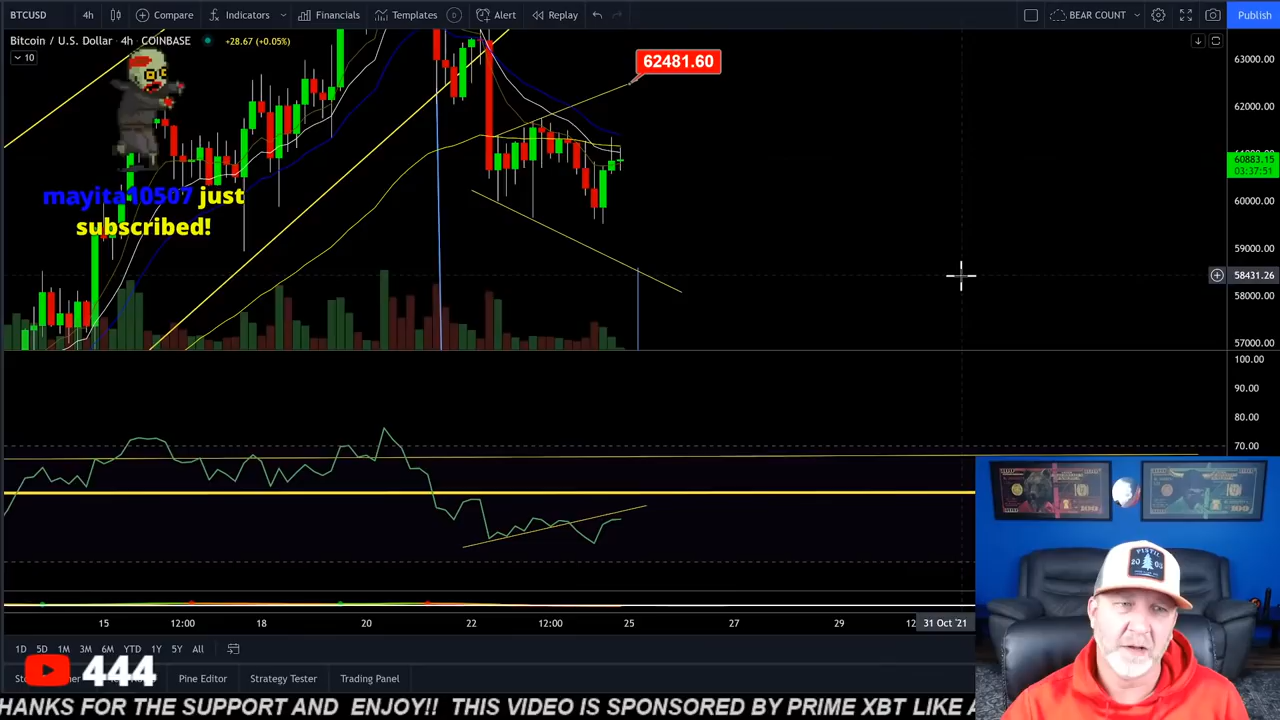 BTCUSD 4h Compare Indicators Financials Templates Alert Replay BEAR COUNT Publish
Bitcoin / U.S. Dollar · 4h · COINBASE +28.67 (+0.05%)
10
62481.60
63000.00
62000.00
60883.15
03:37:51
60000.00
59000.00
58431.26
58000.00
57000.00
mayita10507 just
subscribed!
100.00
90.00
80.00
70.00
15 12:00 18 20 22 12:00 25 27 29 31 Oct '21
1D 5D 1M 3M 6M YTD 1Y 5Y All
444
Pine Editor Strategy Tester Trading Panel
PISTIL
HANKS FOR THE SUPPORT AND ENJOY!! THIS VIDEO IS SPONSORED BY PRIME XBT LIKE A